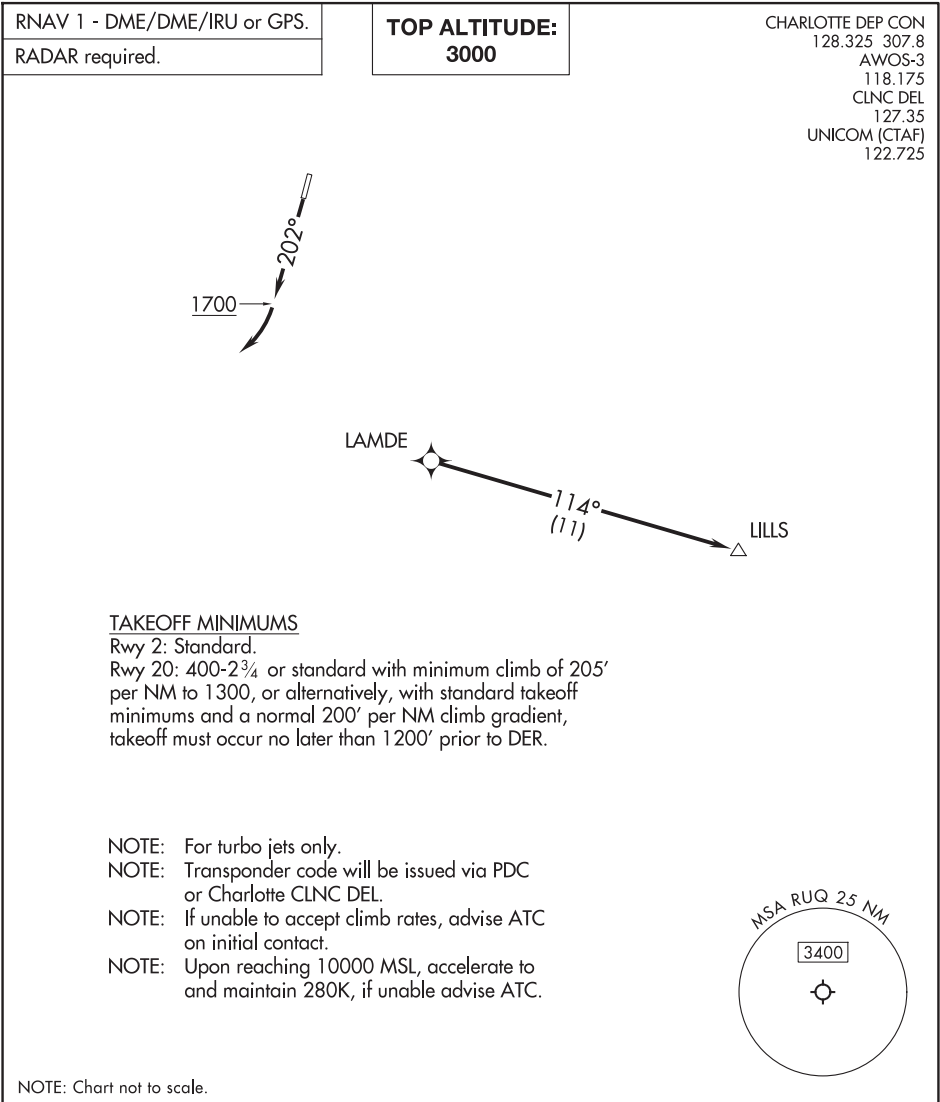 RNAV 1 - DME/DME/IRU or GPS.
RADAR required.
TOP ALTITUDE:
3000
CHARLOTTE DEP CON
128.325 307.8
AWOS-3
118.175
CLNC DEL
127.35
UNICOM (CTAF)
122.725
202°
1700
LAMDE
114°
(11)
LILLS
TAKEOFF MINIMUMS
Rwy 2: Standard.
Rwy 20: 400-2¾ or standard with minimum climb of 205'
per NM to 1300, or alternatively, with standard takeoff
minimums and a normal 200' per NM climb gradient,
takeoff must occur no later than 1200' prior to DER.
NOTE: For turbo jets only.
NOTE: Transponder code will be issued via PDC
or Charlotte CLNC DEL.
NOTE: If unable to accept climb rates, advise ATC
on initial contact.
NOTE: Upon reaching 10000 MSL, accelerate to
and maintain 280K, if unable advise ATC.
MSA RUQ 25 NM
3400
NOTE: Chart not to scale.